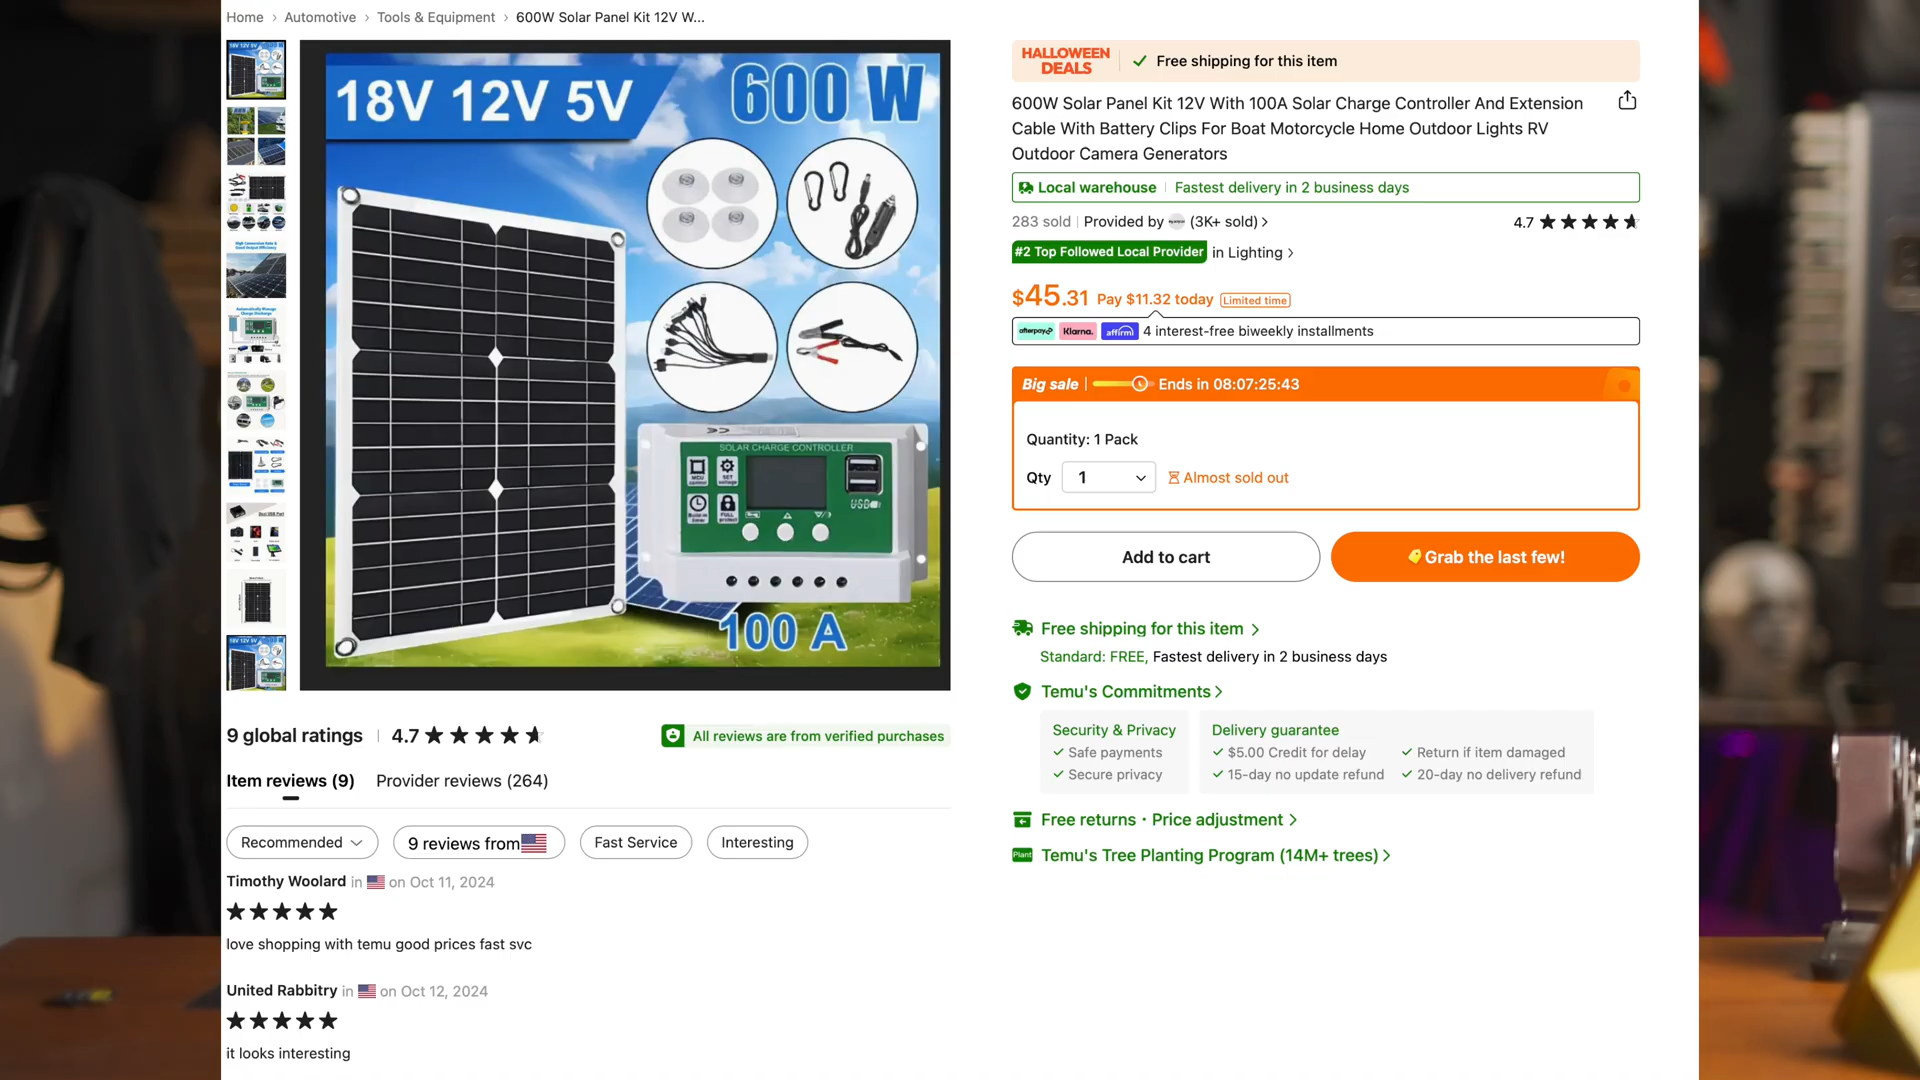 Home › Automotive › Tools & Equipment › 600W Solar Panel Kit 12V W...
18V 12V 5V
600 W
SOLAR CHARGE CONTROLLER
MCU control
SET voltage
Build-in timer
FULL protect
USB
100 A
9 global ratings | 4.7
All reviews are from verified purchases
Item reviews (9) Provider reviews (264)
Recommended
9 reviews from
Fast Service
Interesting
Timothy Woolard in on Oct 11, 2024
love shopping with temu good prices fast svc
United Rabbitry in on Oct 12, 2024
it looks interesting
HALLOWEEN DEALS
Free shipping for this item
600W Solar Panel Kit 12V With 100A Solar Charge Controller And Extension
Cable With Battery Clips For Boat Motorcycle Home Outdoor Lights RV
Outdoor Camera Generators
Local warehouse | Fastest delivery in 2 business days
283 sold | Provided by (3K+ sold) › 4.7
#2 Top Followed Local Provider in Lighting ›
$45.31 Pay $11.32 today Limited time
afterpay Klarna. affirm 4 interest-free biweekly installments
Big sale | Ends in 08:07:25:43
Quantity: 1 Pack
Qty 1 Almost sold out
Add to cart
Grab the last few!
Free shipping for this item ›
Standard: FREE, Fastest delivery in 2 business days
Temu's Commitments ›
Security & Privacy
Safe payments
Secure privacy
Delivery guarantee
$5.00 Credit for delay
Return if item damaged
15-day no update refund
20-day no delivery refund
Free returns · Price adjustment ›
Plant Temu's Tree Planting Program (14M+ trees) ›